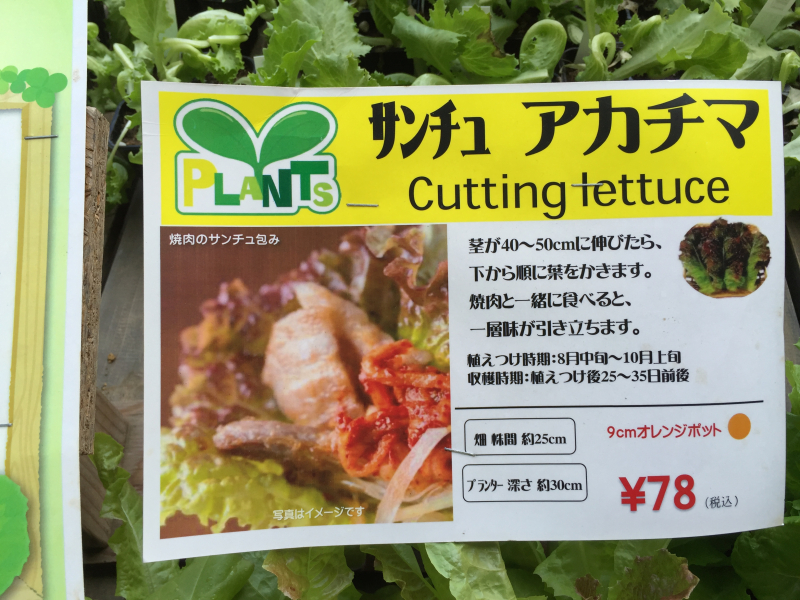 PLANTS
サンチュ アカチマ
Cutting lettuce
焼肉のサンチュ包み
茎が40〜50cmに伸びたら、
下から順に葉をかきます。
焼肉と一緒に食べると、
一層味が引き立ちます。
植えつけ時期:8月中旬〜10月上旬
収穫時期:植えつけ後25〜35日前後
畑 株間 約25cm
9cmオレンジポット
プランター 深さ 約30cm
¥78(税込)
写真はイメージです